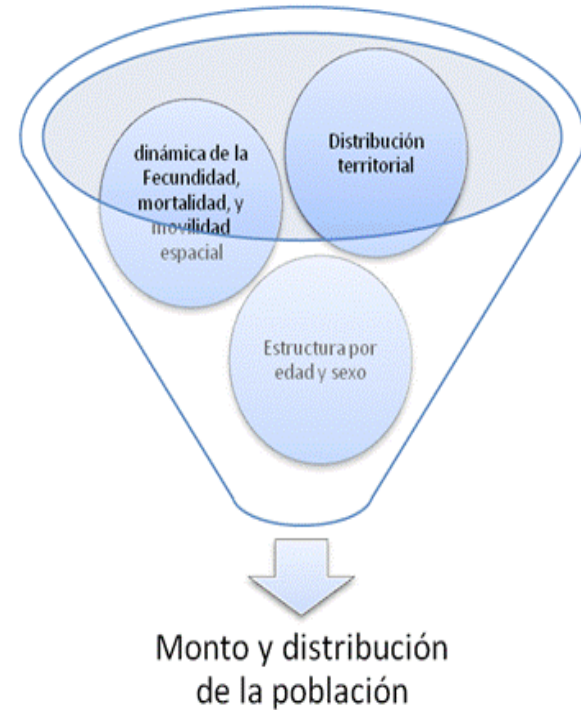 dinámica de la
Fecundidad,
mortalidad, y
movilidad
espacial
Distribución
territorial
Estructura por
edad y sexo
Monto y distribución
de la población